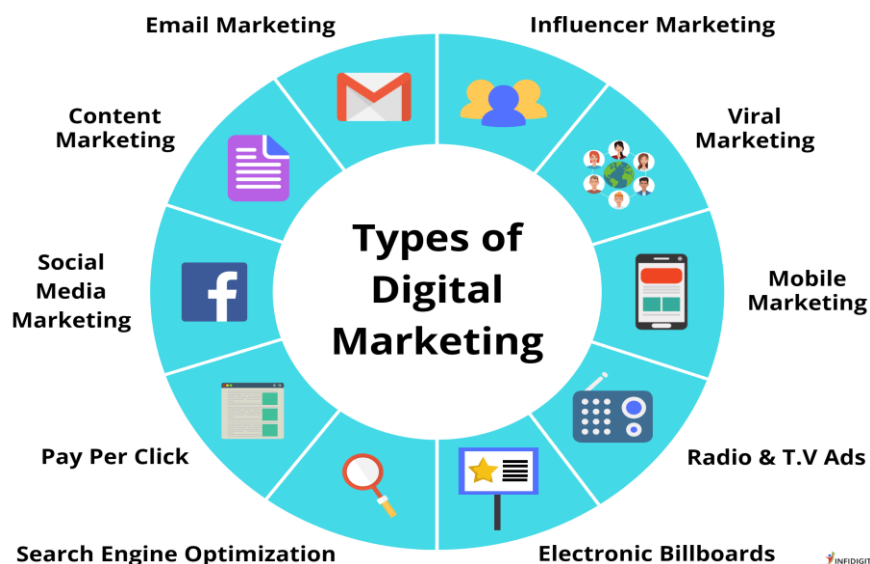 Email Marketing
Influencer Marketing
Content
Marketing
Viral
Marketing
Types of
Digital
Marketing
Social
Media
Marketing
Mobile
Marketing
Pay Per Click
Radio & T.V Ads
Search Engine Optimization
Electronic Billboards
INFIDIGIT